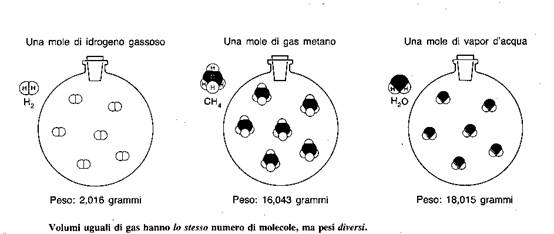 Una mole di idrogeno gassoso
Una mole di gas metano
Una mole di vapor d'acqua
H H
H₂
H
H H
CH₄
H H
H₂O
Peso: 2,016 grammi
Peso: 16,043 grammi
Peso: 18,015 grammi
Volumi uguali di gas hanno lo stesso numero di molecole, ma pesi diversi.